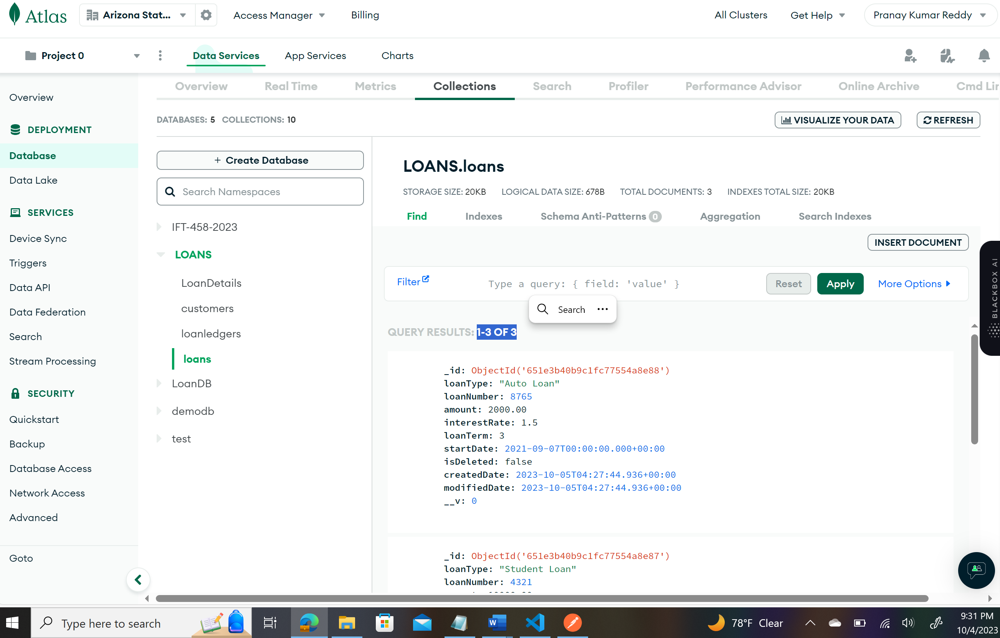 Atlas
Arizona Stat...
Access Manager
Billing
All Clusters
Get Help
Pranay Kumar Reddy
Project 0
Data Services
App Services
Charts
Overview
DEPLOYMENT
Database
Data Lake
SERVICES
Device Sync
Triggers
Data API
Data Federation
Search
Stream Processing
SECURITY
Quickstart
Backup
Database Access
Network Access
Advanced
Goto
Overview
Real Time
Metrics
Collections
Search
Profiler
Performance Advisor
Online Archive
Cmd Lin
DATABASES: 5 COLLECTIONS: 10
VISUALIZE YOUR DATA
REFRESH
+ Create Database
Search Namespaces
IFT-458-2023
LOANS
LoanDetails
customers
loanledgers
loans
LoanDB
demodb
test
LOANS.loans
STORAGE SIZE: 20KB LOGICAL DATA SIZE: 678B TOTAL DOCUMENTS: 3 INDEXES TOTAL SIZE: 20KB
Find
Indexes
Schema Anti-Patterns 0
Aggregation
Search Indexes
INSERT DOCUMENT
Filter
Type a query: { field: 'value' }
Reset
Apply
More Options
Search
QUERY RESULTS: 1-3 OF 3
_id: ObjectId('651e3b40b9c1fc77554a8e88')
loanType: "Auto Loan"
loanNumber: 8765
amount: 2000.00
interestRate: 1.5
loanTerm: 3
startDate: 2021-09-07T00:00:00.000+00:00
isDeleted: false
createdDate: 2023-10-05T04:27:44.936+00:00
modifiedDate: 2023-10-05T04:27:44.936+00:00
__v: 0
_id: ObjectId('651e3b40b9c1fc77554a8e87')
loanType: "Student Loan"
loanNumber: 4321
BLACKBOX AI
Type here to search
78°F Clear
9:31 PM
10/4/2023